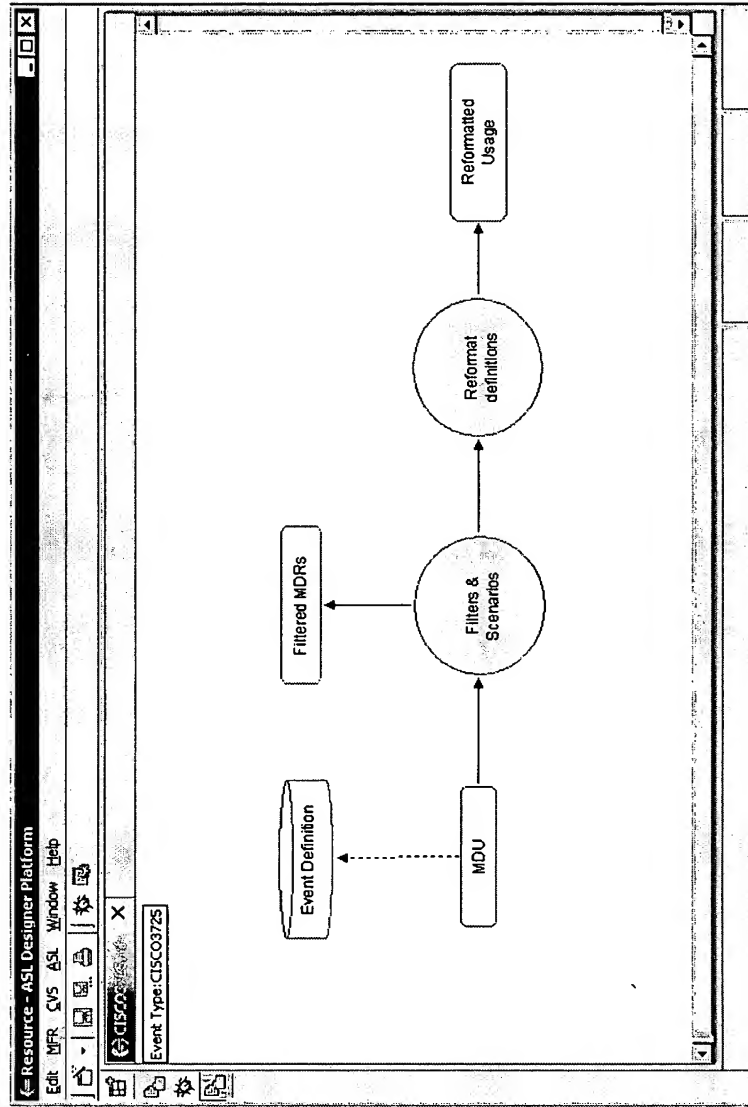 Resource - ASL Designer Platform
Edit MFR CVS ASL Window Help
Event Type:CISCO3725
Event Definition
MDU
Filtered MDRs
Filters &
Scenarios
Reformat
definitions
Reformatted
Usage